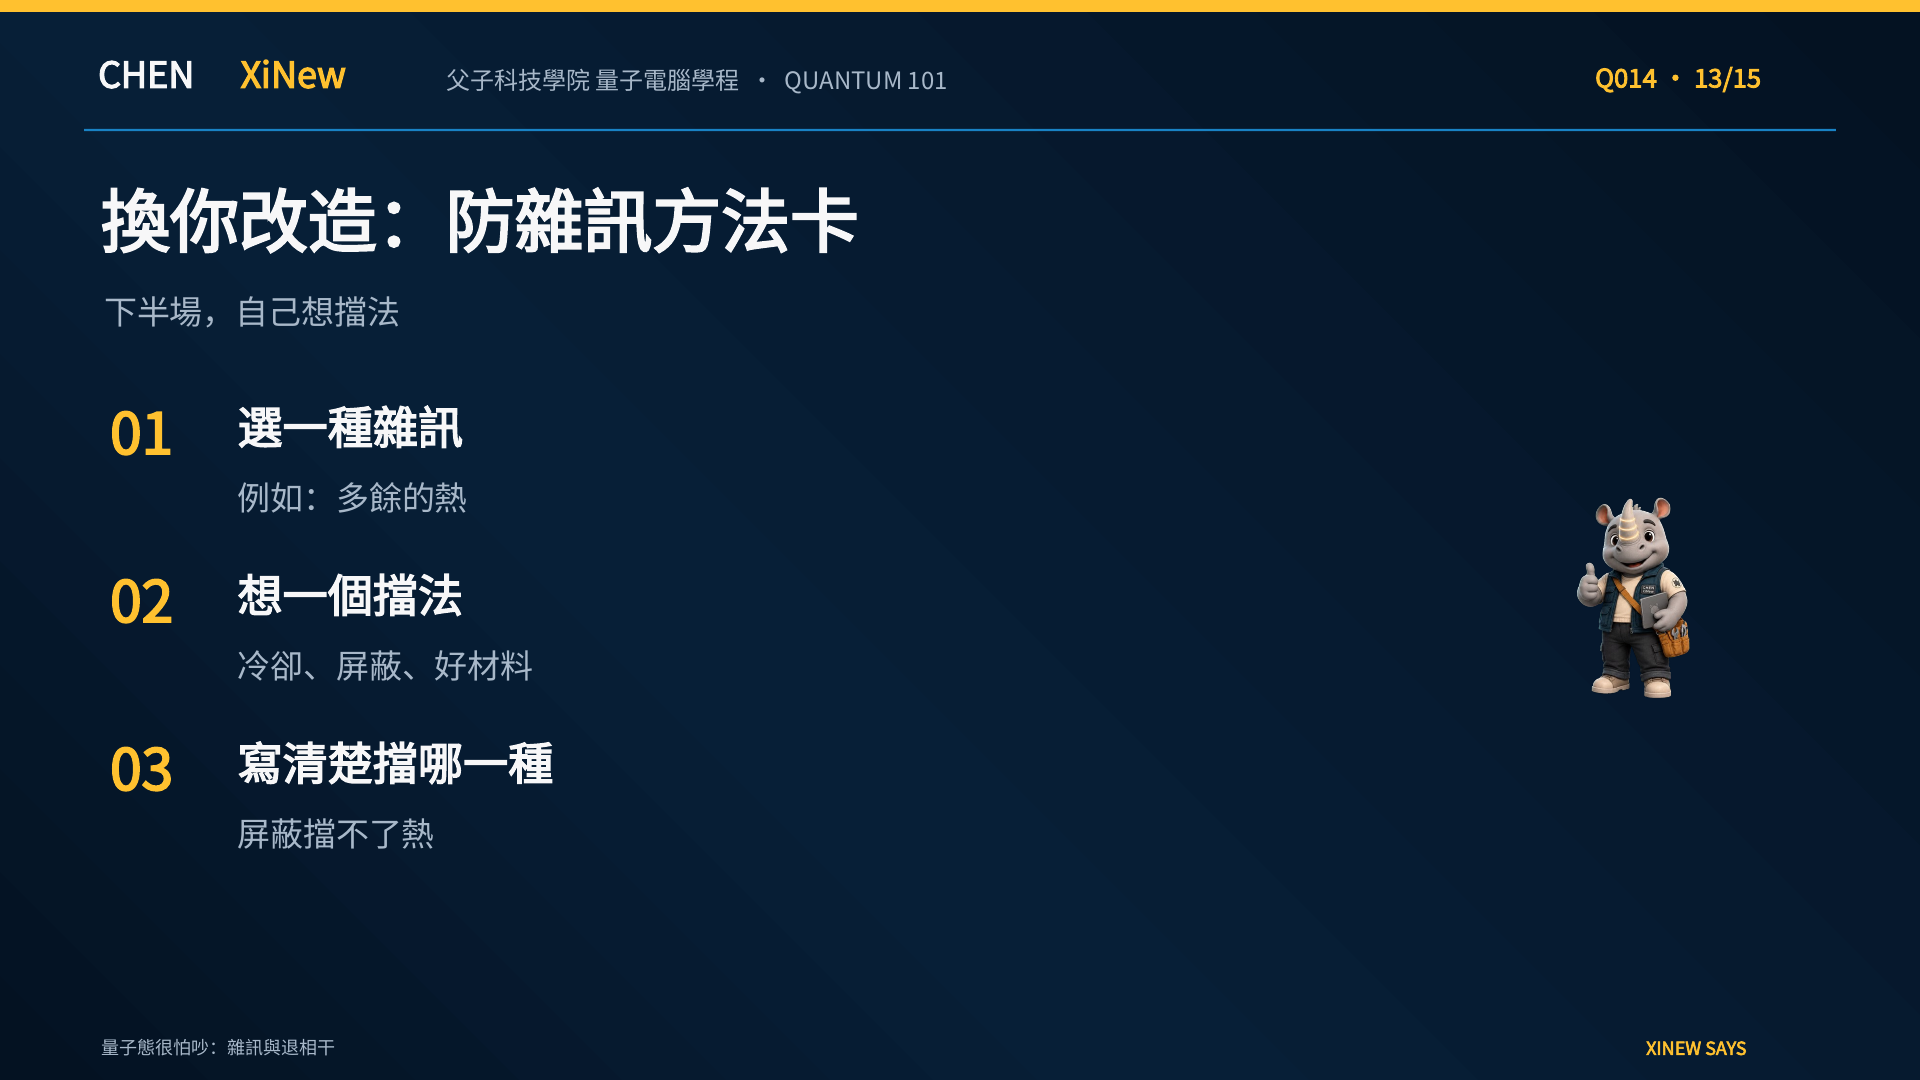 CHEN XiNew 父子科技學院 量子電腦學程 · QUANTUM 101 Q014 · 13/15
換你改造：防雜訊方法卡
下半場，自己想擋法
01 選一種雜訊
例如：多餘的熱
02 想一個擋法
冷卻、屏蔽、好材料
03 寫清楚擋哪一種
屏蔽擋不了熱
量子態很怕吵：雜訊與退相干 XINEW SAYS